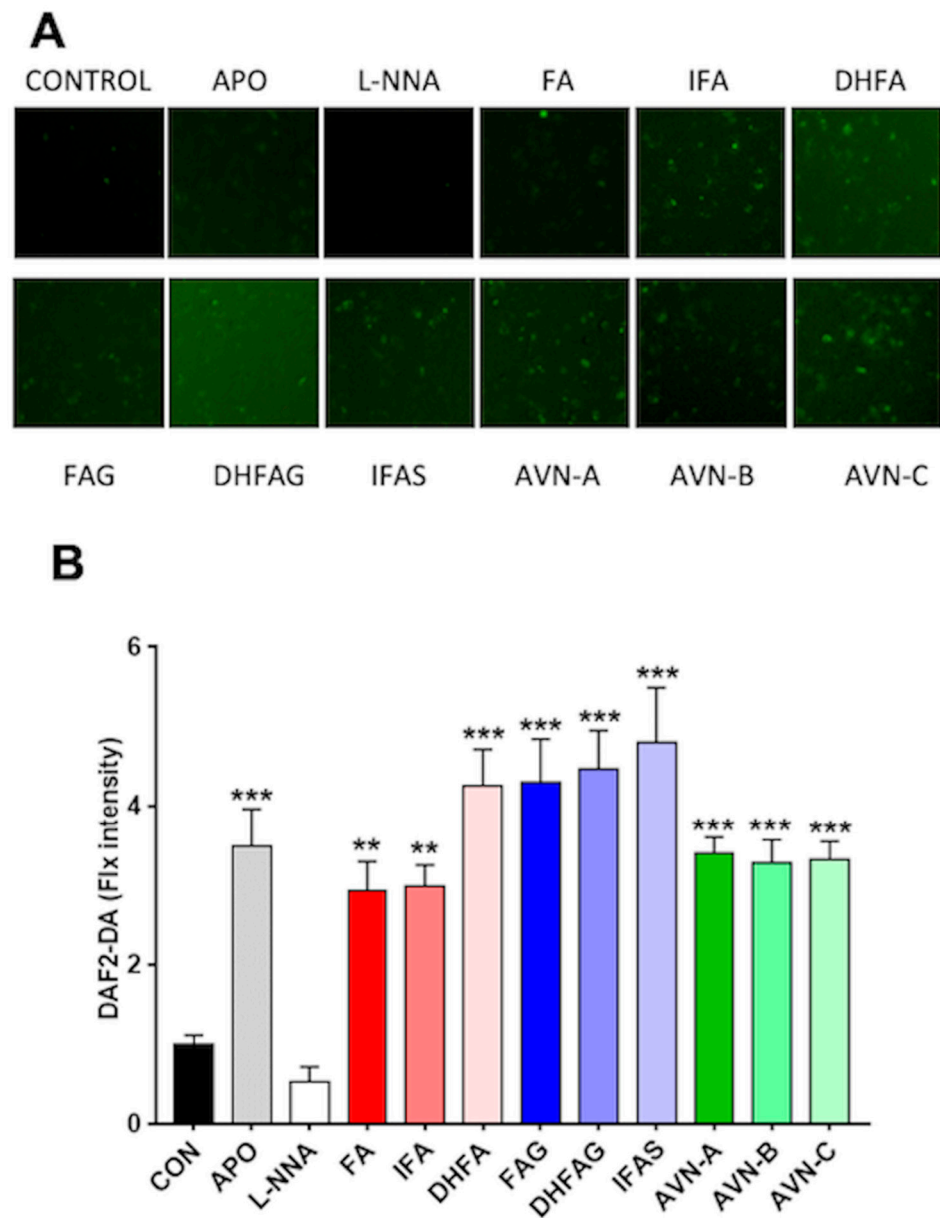 A
CONTROL APO L-NNA FA IFA DHFA
FAG DHFAG IFAS AVN-A AVN-B AVN-C
B
6
4
2
0
DAF2-DA (Flx intensity)
*** ** ** *** *** *** *** *** *** ***
CON APO L-NNA FA IFA DHFA FAG DHFAG IFAS AVN-A AVN-B AVN-C